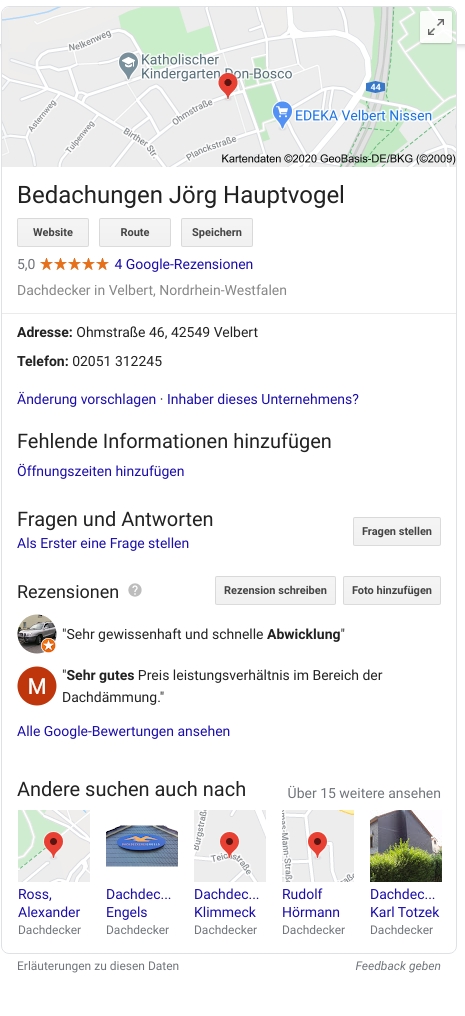 Nelkenweg
Katholischer
Kindergarten Don-Bosco
44
Asternweg
Ohmstraße
EDEKA Velbert Nissen
Tulpenweg
Birther Str
Planckstraße
Kartendaten ©2020 GeoBasis-DE/BKG (©2009)
Bedachungen Jörg Hauptvogel
Website Route Speichern
5,0 ★★★★★ 4 Google-Rezensionen
Dachdecker in Velbert, Nordrhein-Westfalen
Adresse: Ohmstraße 46, 42549 Velbert
Telefon: 02051 312245
Änderung vorschlagen · Inhaber dieses Unternehmens?
Fehlende Informationen hinzufügen
Öffnungszeiten hinzufügen
Fragen und Antworten
Fragen stellen
Als Erster eine Frage stellen
Rezensionen ? Rezension schreiben Foto hinzufügen
"Sehr gewissenhaft und schnelle Abwicklung"
M
"Sehr gutes Preis leistungsverhältnis im Bereich der
Dachdämmung."
Alle Google-Bewertungen ansehen
Andere suchen auch nach Über 15 weitere ansehen
Burgstraß
Teichstraße
as-Mann-Straße
Ross, Dachdec... Dachdec... Rudolf Dachdec...
Alexander Engels Klimmeck Hörmann Karl Totzek
Dachdecker Dachdecker Dachdecker Dachdecker Dachdecker
Erläuterungen zu diesen Daten Feedback geben